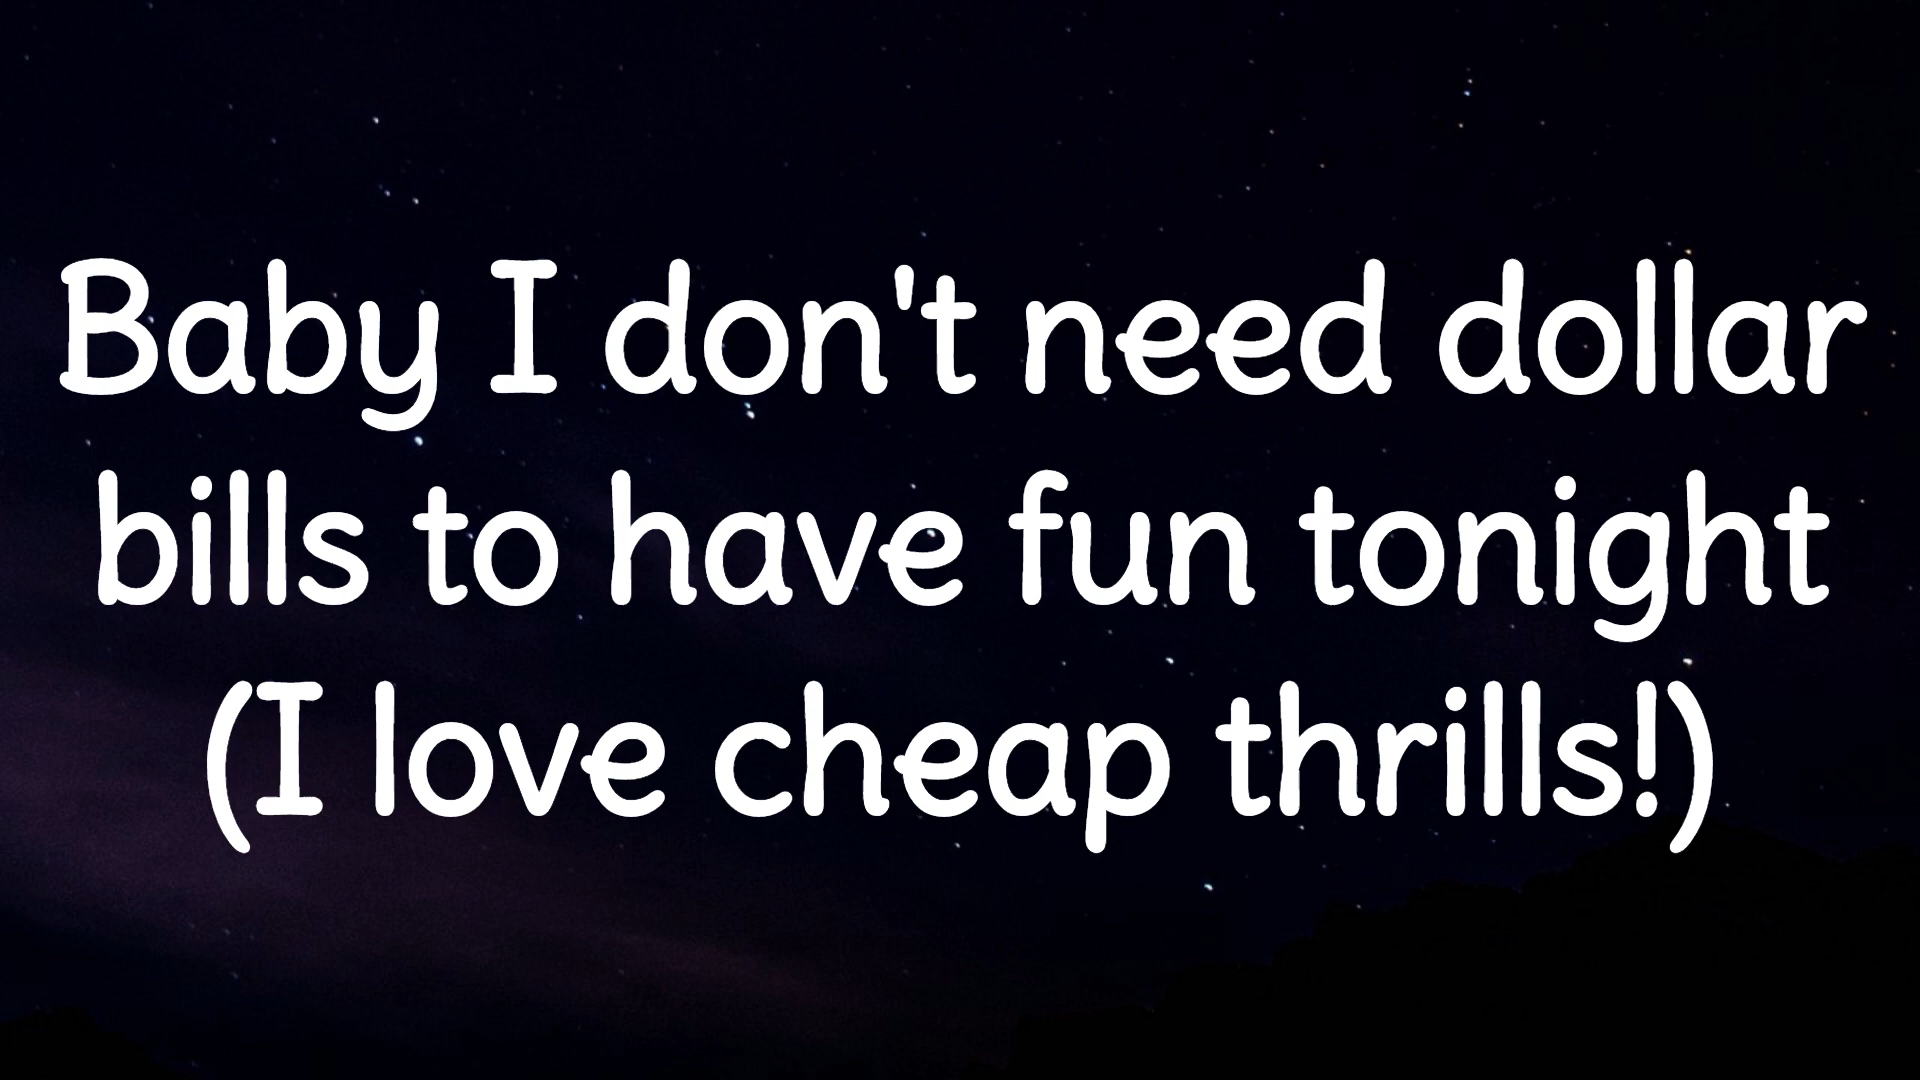 Baby I don't need dollar
bills to have fun tonight
(I love cheap thrills!)